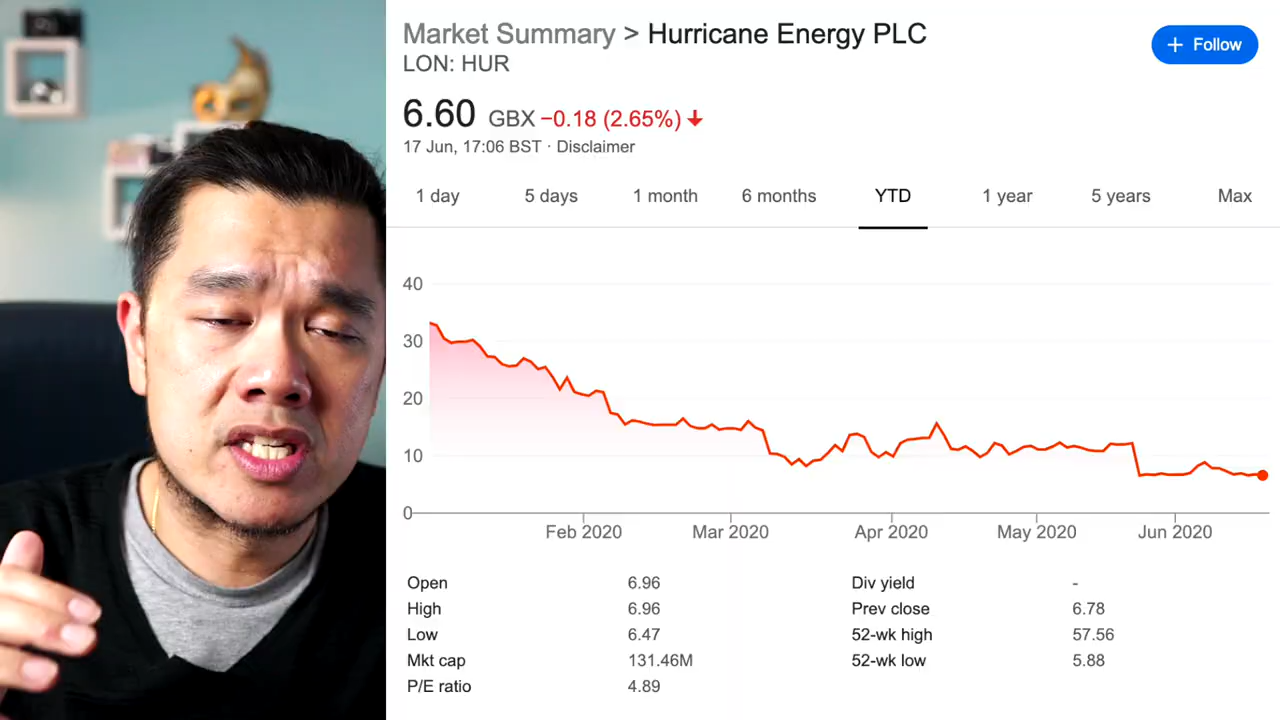 Market Summary > Hurricane Energy PLC
+ Follow
LON: HUR
6.60 GBX −0.18 (2.65%)
17 Jun, 17:06 BST · Disclaimer
1 day 5 days 1 month 6 months YTD 1 year 5 years Max
40
30
20
10
0
Feb 2020 Mar 2020 Apr 2020 May 2020 Jun 2020
Open 6.96 Div yield -
High 6.96 Prev close 6.78
Low 6.47 52-wk high 57.56
Mkt cap 131.46M 52-wk low 5.88
P/E ratio 4.89